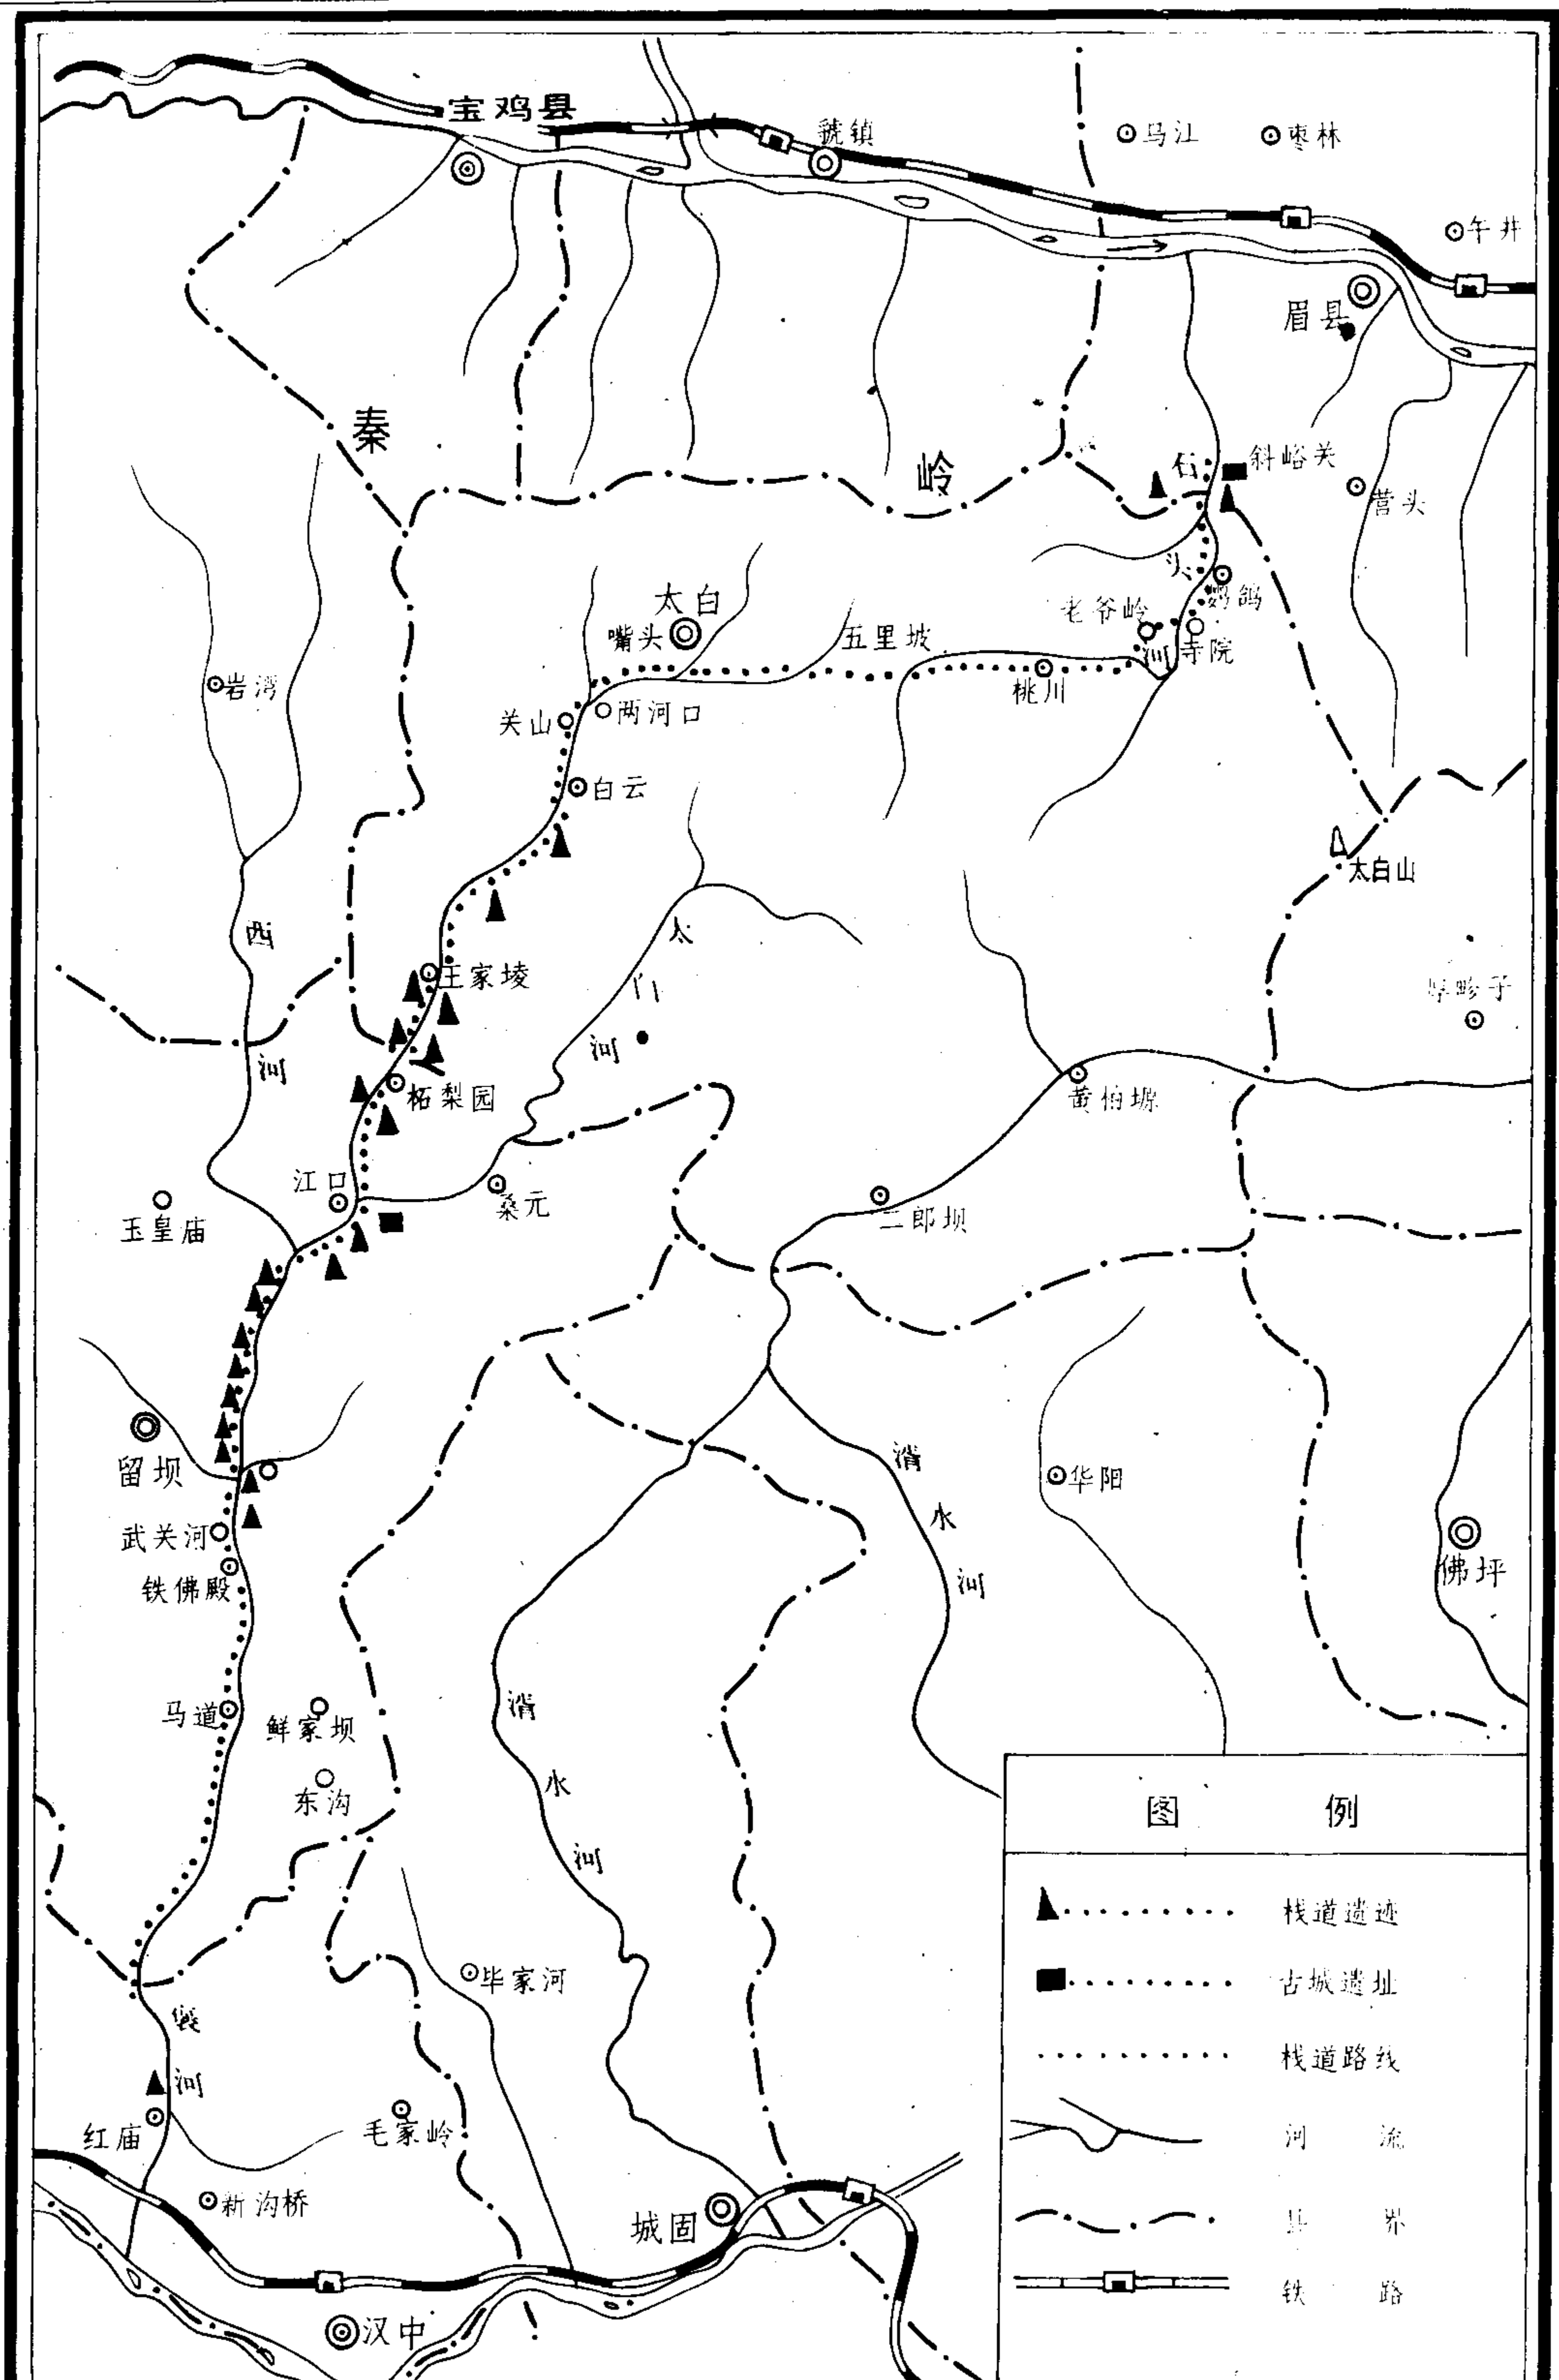 宝鸡县
虢镇
马江
枣林
午井
眉县
秦
岭
石
斜峪关
营头
头
鹦鸽
太白
老爷岭
嘴头
五里坡
河
寺院
岩湾
桃川
关山
两河口
白云
太白山
西
太
王家堎
门
厚畛子
河
河
柘梨园
黄柏塬
江口
桑元
玉皇庙
二郎坝
留坝
湑
华阳
水
武关河
铁佛殿
河
佛坪
马道
湑
鲜家坝
水
东沟
图例
河
栈道遗迹
毕家河
古城遗址
褒
栈道路线
河
红庙
毛家岭
河流
新沟桥
城固
县界
铁路
汉中